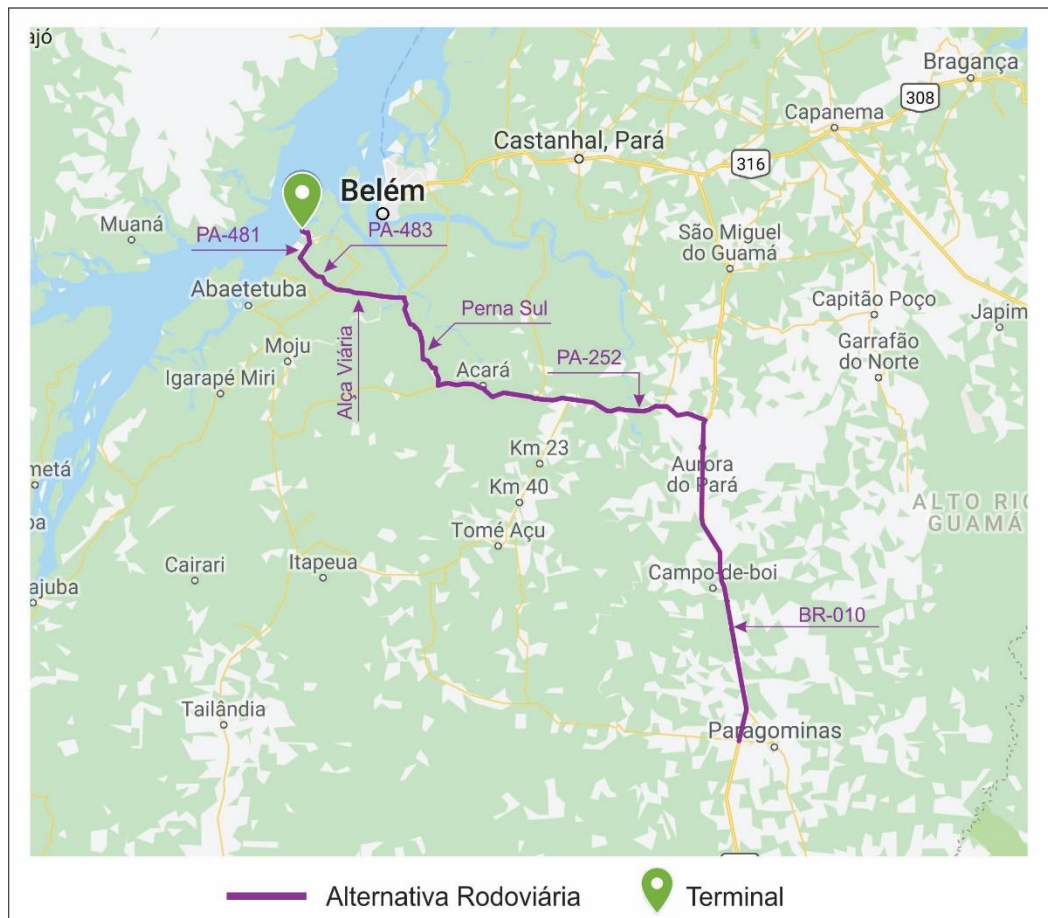 ajó
Bragança
308
Capanema
Castanhal, Pará
316
Belém
Muaná
PA-481
PA-483
São Miguel
do Guamá
Abaetetuba
Capitão Poço
Japim
Perna Sul
Garrafão
do Norte
Moju
Igarapé Miri
Alça Viária
Acará
PA-252
Km 23
Aurora
do Pará
metá
Km 40
ALTO RIO
GUAMÁ
ba
Tomé Açu
Cairari
Itapeua
Campo-de-boi
ajuba
BR-010
Tailândia
Paragominas
Alternativa Rodoviária
Terminal